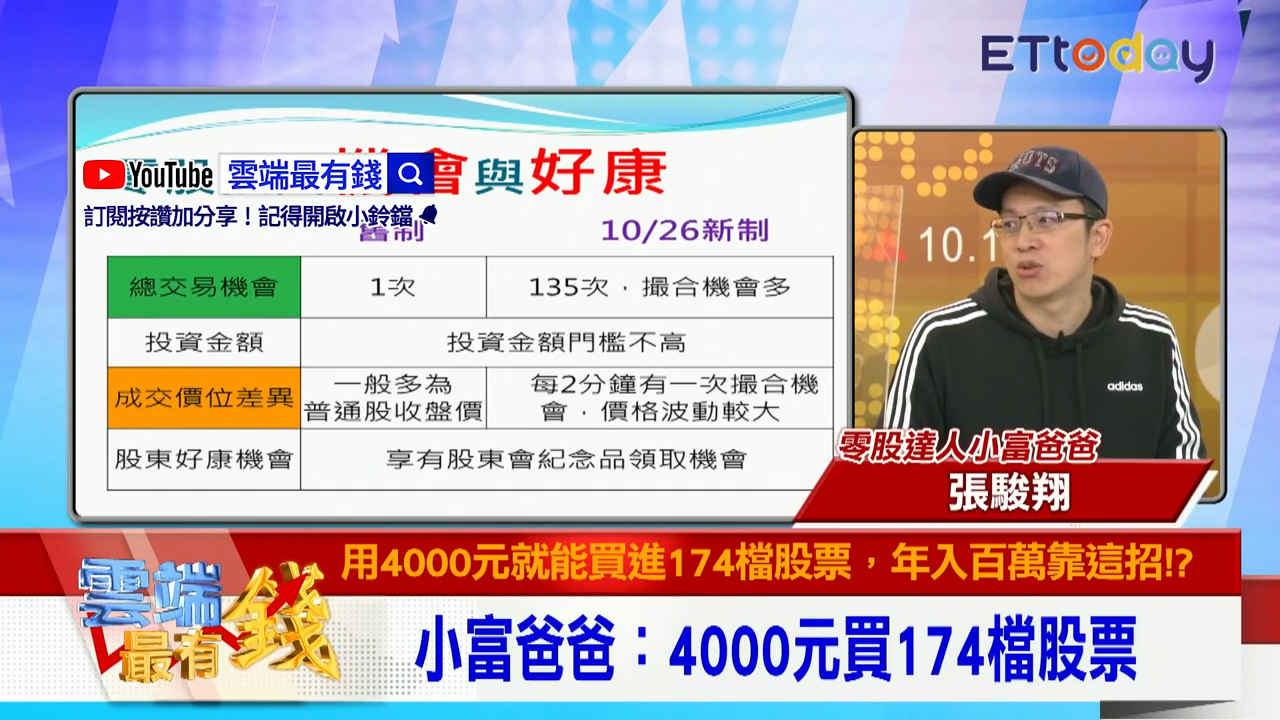 ETtoday
會與好康
YouTube 雲端最有錢
訂閱按讚加分享！記得開啟小鈴鐺
舊制 10/26新制
總交易機會 1次 135次，撮合機會多
投資金額 投資金額門檻不高
成交價位差異 一般多為普通股收盤價 每2分鐘有一次撮合機會，價格波動較大
股東好康機會 享有股東會紀念品領取機會
10.1
adidas
零股達人小富爸爸
張駿翔
用4000元就能買進174檔股票，年入百萬靠這招!?
雲端最有錢
小富爸爸：4000元買174檔股票